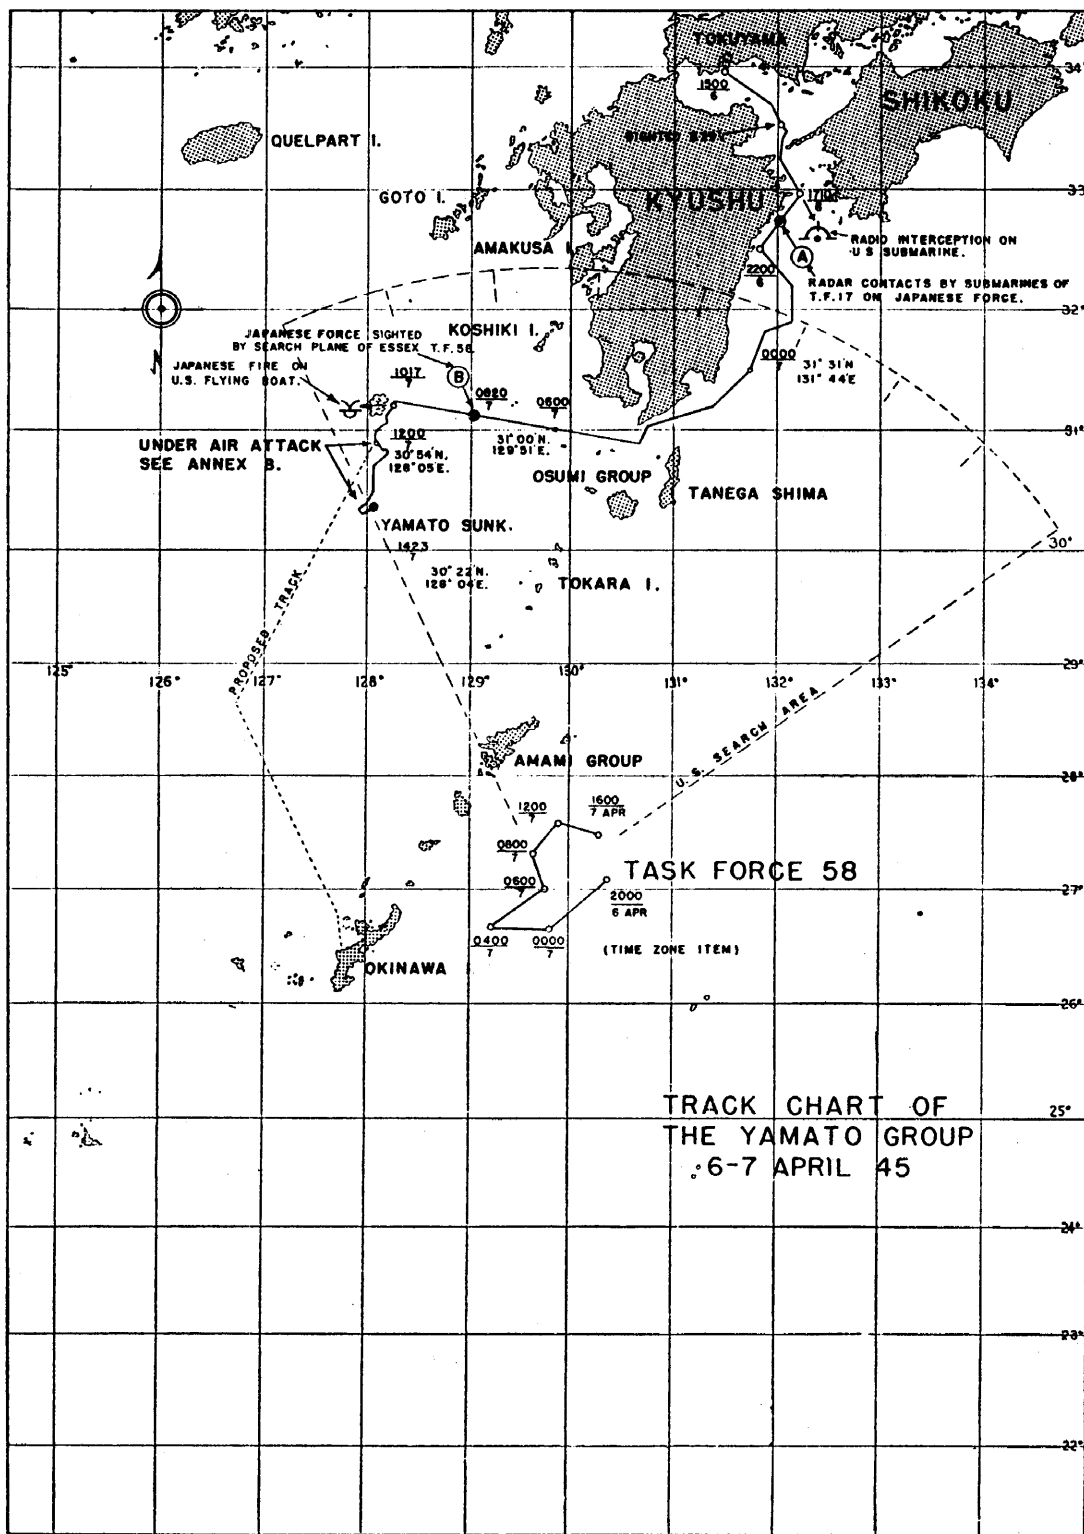 TOKUYAMA
34°
1500
6
SHIKOKU
QUELPART I.
SIGHTED B29'S
33°
KYUSHU
1710
6
GOTO I.
RADIO INTERCEPTION ON
U.S SUBMARINE.
AMAKUSA I.
A
2200
6
RADAR CONTACTS BY SUBMARINES OF
T.F.17 ON JAPANESE FORCE.
32°
N
KOSHIKI I.
JAPANESE FORCE SIGHTED
BY SEARCH PLANE OF ESSEX T.F.58.
0000
7
31° 31 N
131° 44'E
JAPANESE FIRE ON
U.S. FLYING BOAT.
1017
7
B
0820
7
0600
7
31°
UNDER AIR ATTACK
SEE ANNEX B.
1200
7
30°54'N.
128°05'E.
31°00'N.
129°51'E.
OSUMI GROUP
TANEGA SHIMA
YAMATO SUNK.
1423
7
30°
30° 22'N.
128° 04'E.
TOKARA I.
PROPOSED TRACK
29°
125°
126°
127°
128°
129°
130°
131°
132°
133°
134°
U.S. SEARCH AREA
AMAMI GROUP
28°
1200
7
1600
7 APR
0800
7
TASK FORCE 58
27°
0600
7
2000
6 APR
0400
7
0000
7
(TIME ZONE ITEM)
OKINAWA
26°
TRACK CHART OF
THE YAMATO GROUP
6-7 APRIL 45
25°
24°
23°
22°